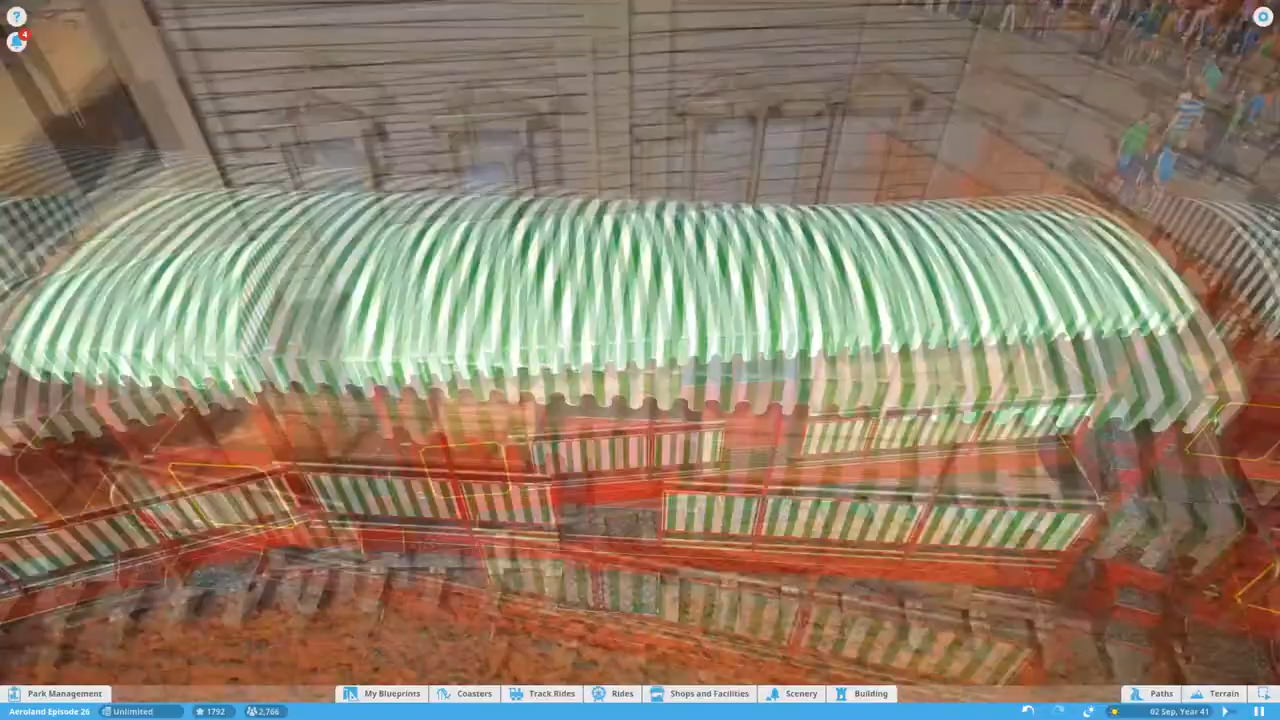 ?
4
Park Management
My Blueprints
Coasters
Track Rides
Rides
Shops and Facilities
Scenery
Building
Paths
Terrain
Aeroland Episode 26
Unlimited
1792
2,766
02 Sep, Year 41